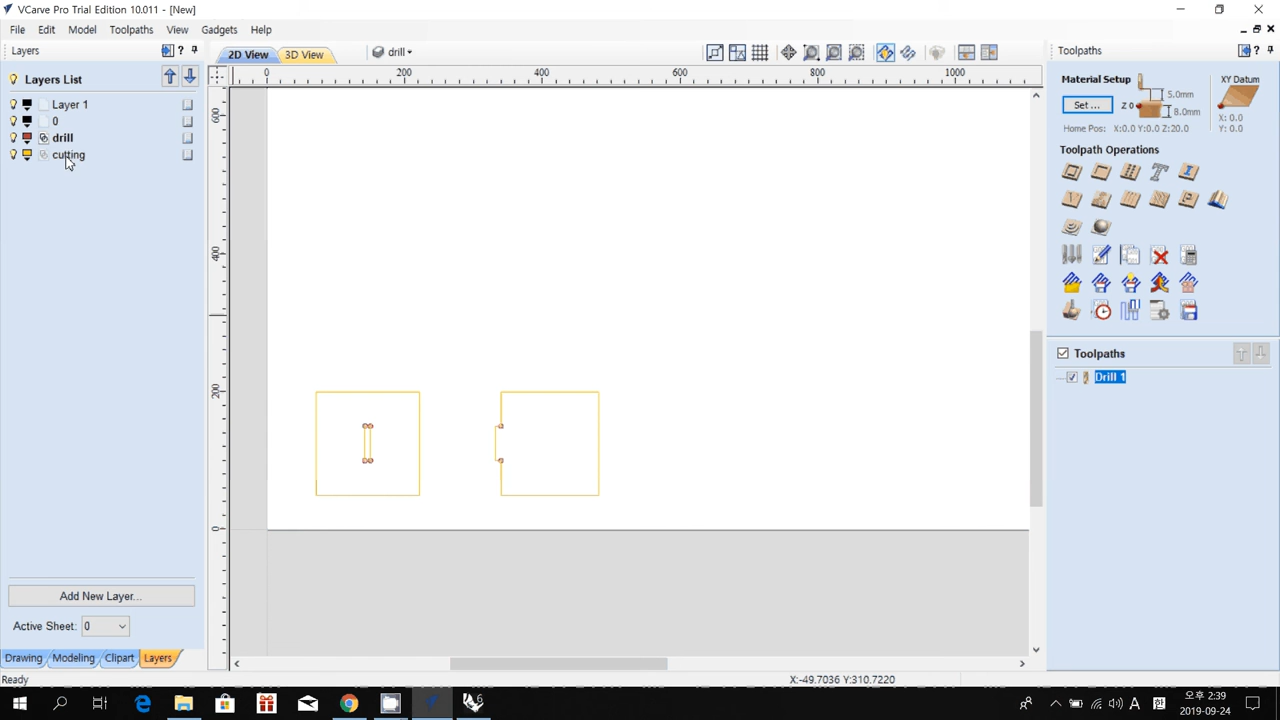 VCarve Pro Trial Edition 10.011 - [New]
File Edit Model Toolpaths View Gadgets Help
Layers
?
2D View
3D View
drill
Toolpaths
?
Layers List
0
200
400
600
800
1000
Layer 1
0
drill
cutting
600
400
200
0
Material Setup
Set ...
Z 0
5.0mm
8.0mm
Home Pos: X:0.0 Y:0.0 Z:20.0
XY Datum
X: 0.0
Y: 0.0
Toolpath Operations
Toolpaths
Drill 1
Add New Layer...
Active Sheet: 0
Drawing
Modeling
Clipart
Layers
Ready
X:-49.7036 Y:310.7220
A
오후 2:39
2019-09-24